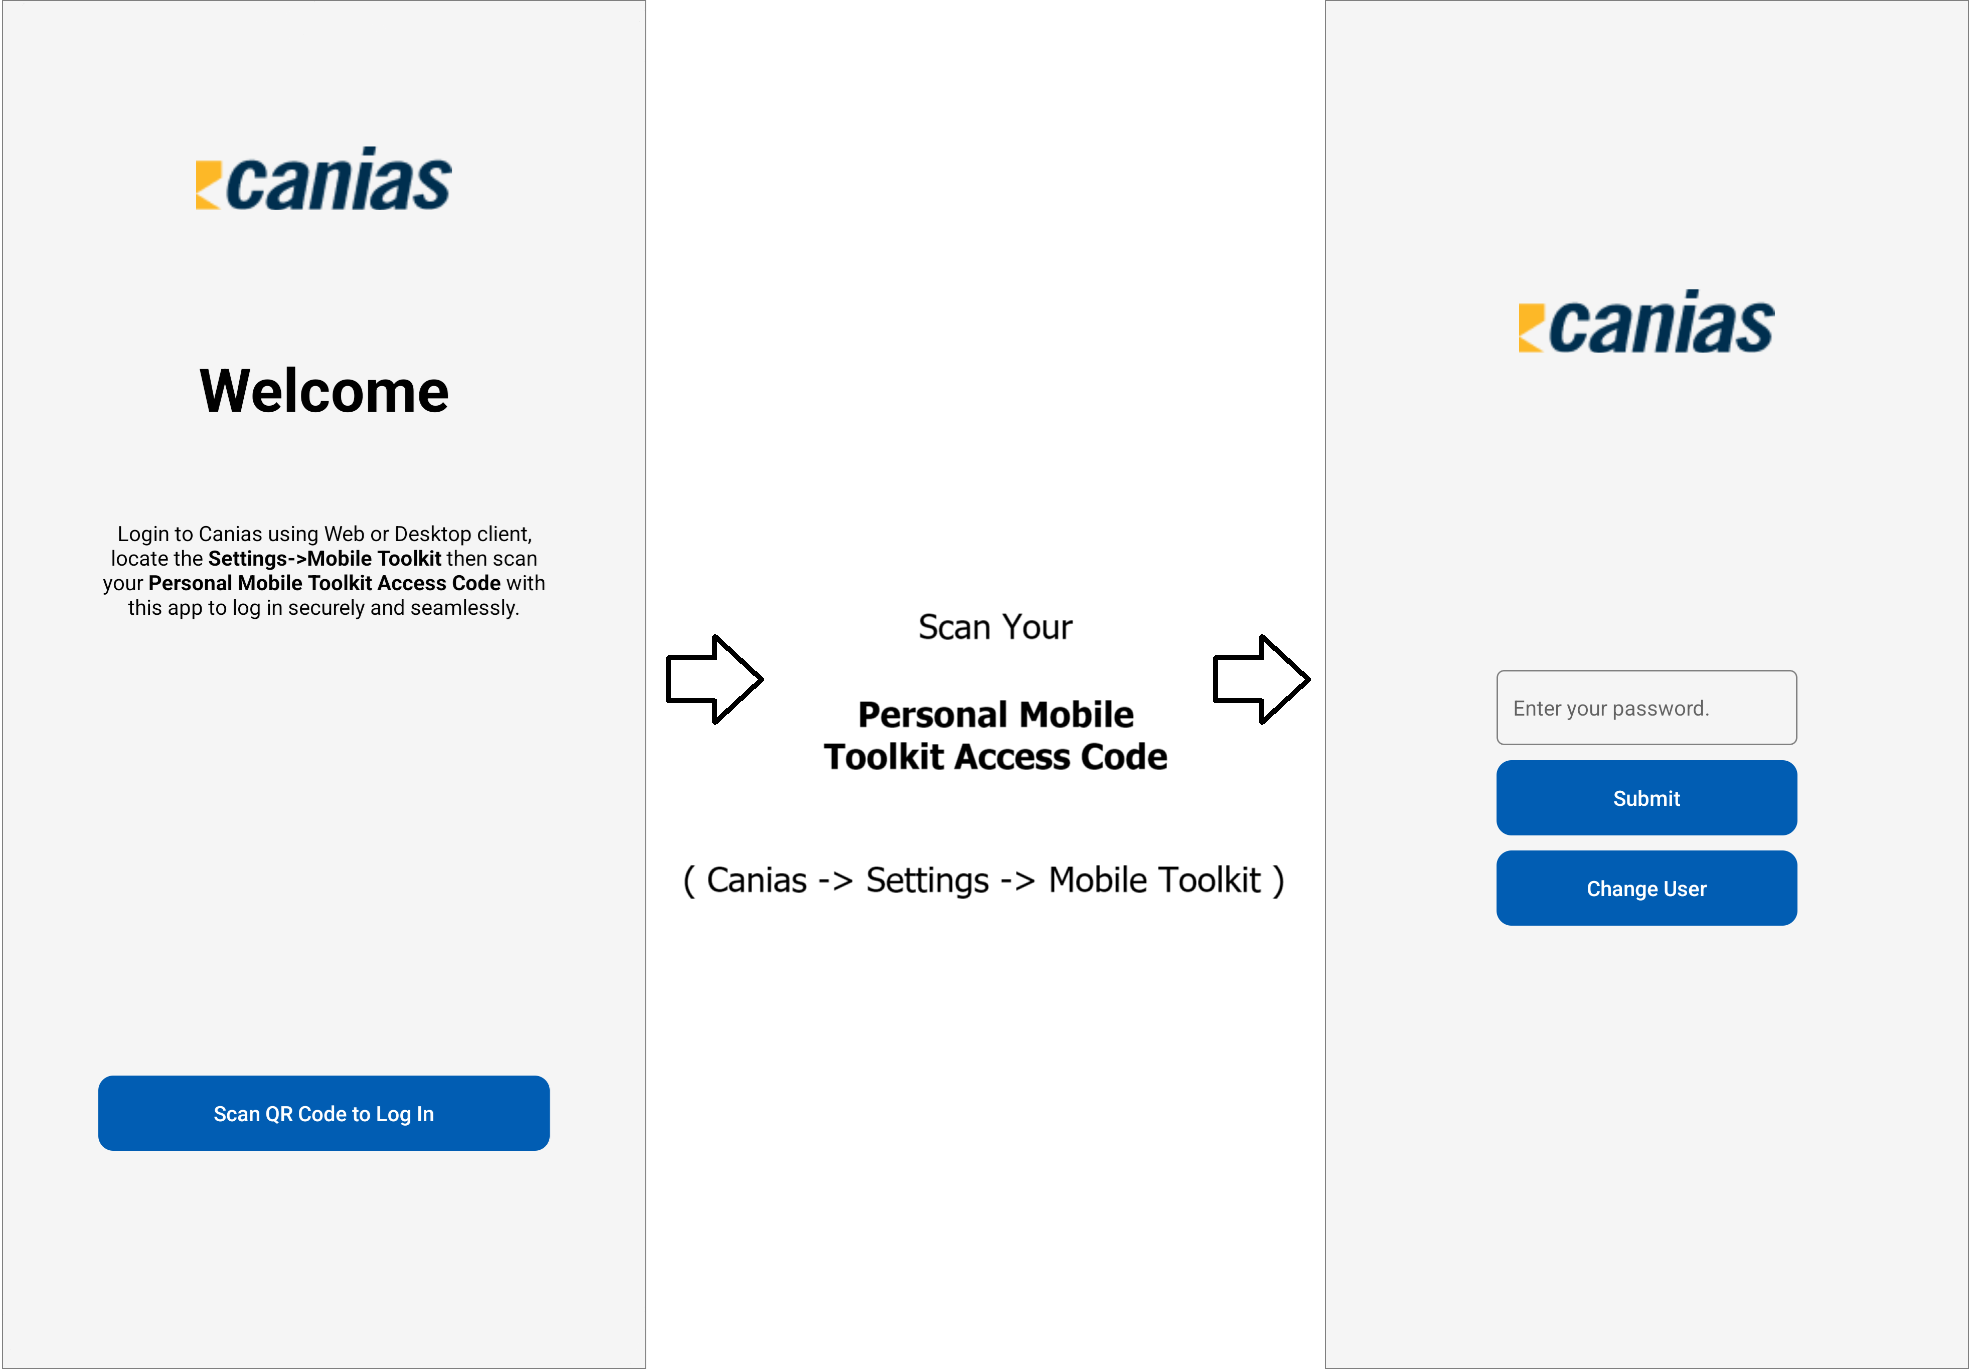 canias
Welcome
Login to Canias using Web or Desktop client,
locate the Settings->Mobile Toolkit then scan
your Personal Mobile Toolkit Access Code with
this app to log in securely and seamlessly.
Scan QR Code to Log In
Scan Your
Personal Mobile
Toolkit Access Code
( Canias -> Settings -> Mobile Toolkit )
canias
Enter your password.
Submit
Change User